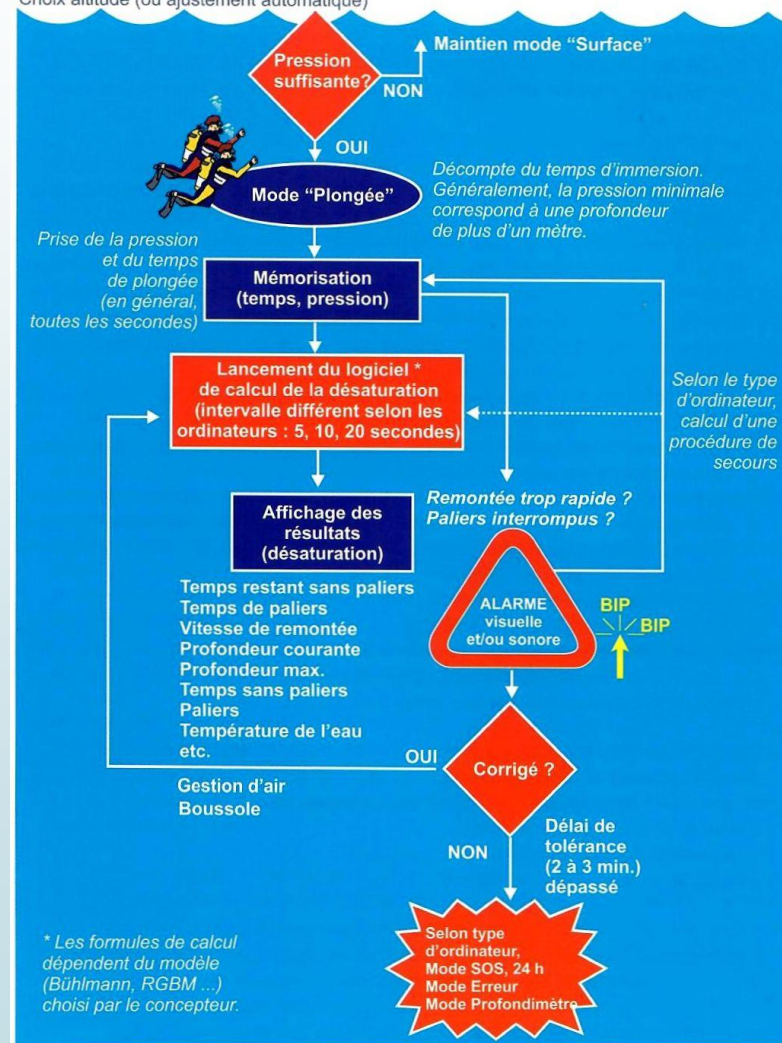 Choix altitude (ou ajustement automatique)
Pression
suffisante?
Maintien mode “Surface”
NON
OUI
Mode “Plongée”
Décompte du temps d'immersion.
Généralement, la pression minimale
correspond à une profondeur
de plus d'un mètre.
Prise de la pression
et du temps
de plongée
(en général,
toutes les secondes)
Mémorisation
(temps, pression)
Lancement du logiciel *
de calcul de la désaturation
(intervalle différent selon les
ordinateurs : 5, 10, 20 secondes)
Selon le type
d'ordinateur,
calcul d'une
procédure de
secours
Affichage des
résultats
(désaturation)
Remontée trop rapide ?
Paliers interrompus ?
Temps restant sans paliers
Temps de paliers
Vitesse de remontée
Profondeur courante
Profondeur max.
Temps sans paliers
Paliers
Température de l'eau
etc.
Gestion d'air
Boussole
ALARME
visuelle
et/ou sonore
BIP
BIP
OUI
Corrigé ?
NON
Délai de
tolérance
(2 à 3 min.)
dépassé
Selon type
d'ordinateur,
Mode SOS, 24 h
Mode Erreur
Mode Profondimètre
* Les formules de calcul
dépendent du modèle
(Bühlmann, RGBM ...)
choisi par le concepteur.